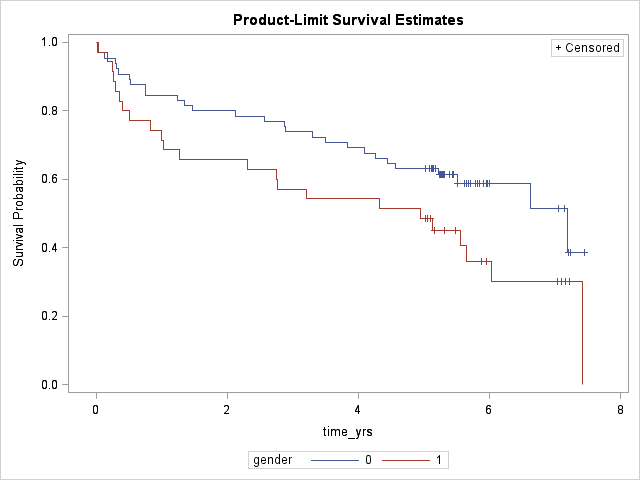 Product-Limit Survival Estimates
+ Censored
1.0
0.8
0.6
0.4
0.2
0.0
Survival Probability
0 2 4 6 8
time_yrs
gender 0 1